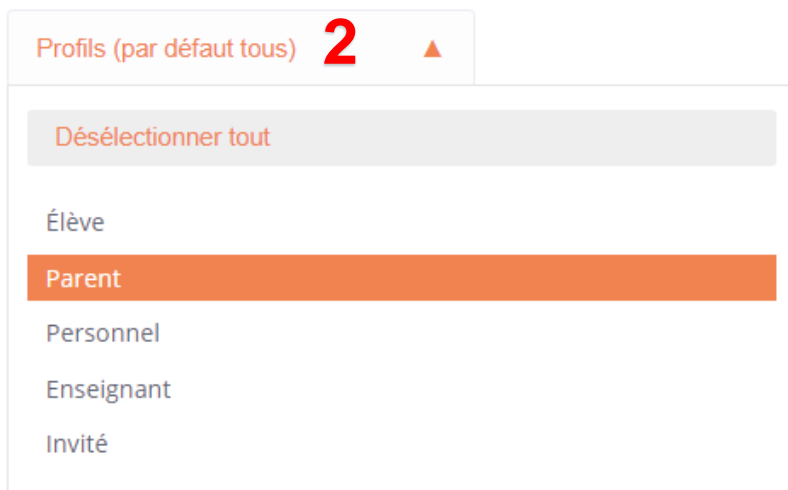 Profils (par défaut tous) 2 ▲
Désélectionner tout
Élève
Parent
Personnel
Enseignant
Invité